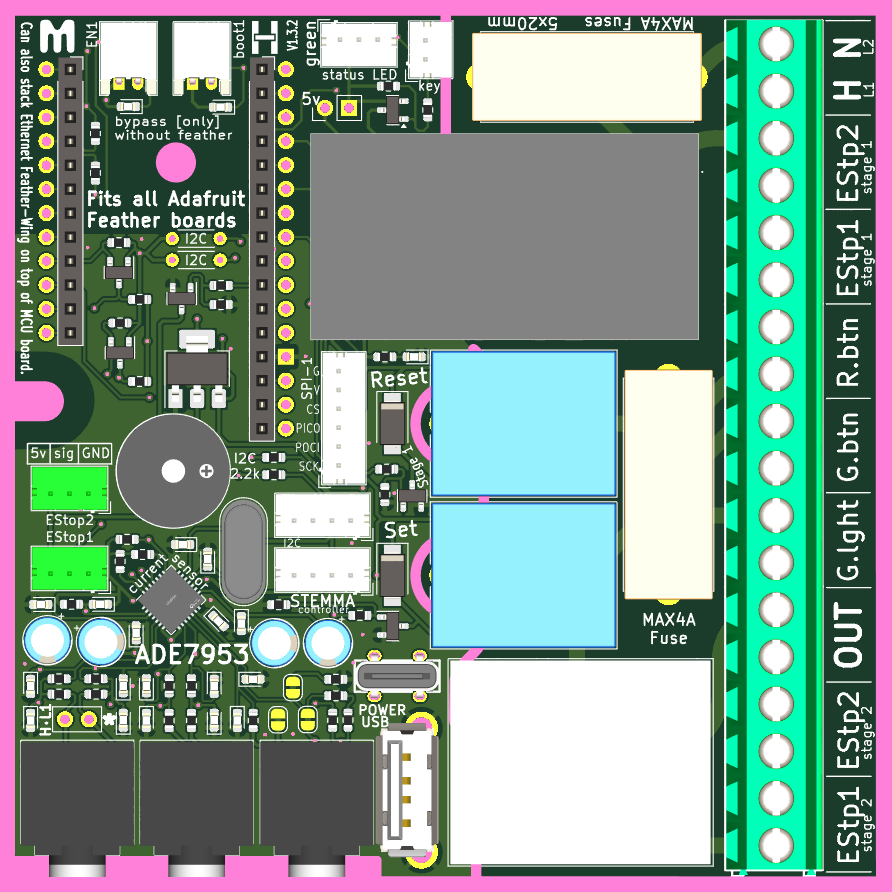 M
EN1
boot1
H
V1.3.2
green
status LED
key
5v
5x20mm Fuses MAX4A
bypass [only]
without feather
Can also stack Ethernet Feather-Wing on top of MCU board.
Fits all Adafruit
Feather boards
I2C
I2C
SPI-1
G
V
CS
PICO
POCI
SCK
Reset
Stage 1
I2C
2.2k
5v sig GND
EStop2
EStop1
Set
I2C
STEMMA
controller
current sensor
ADE7953
MAX4A
Fuse
POWER
USB
H-L1
*
N
L2
H
L1
EStp2
stage 1
EStp1
stage 1
R.btn
G.btn
G.lght
OUT
EStp2
stage 2
EStp1
stage 2